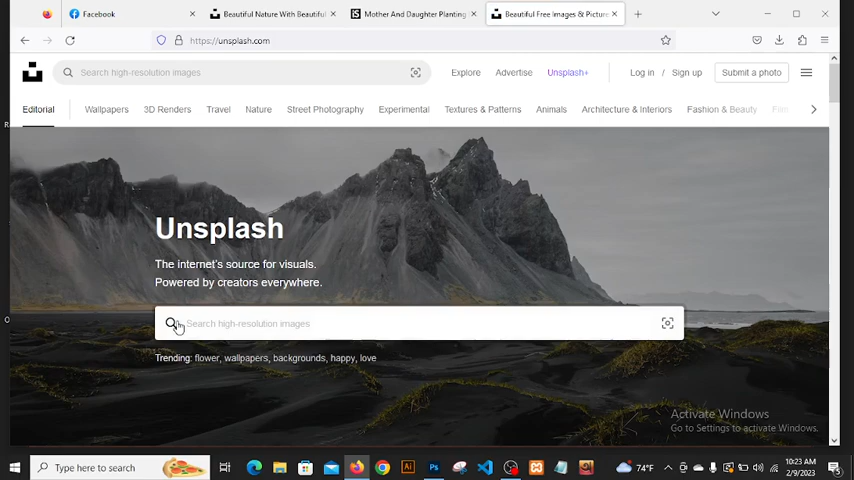 Facebook
Beautiful Nature With Beautiful
Mother And Daughter Planting
Beautiful Free Images & Pictures
https://unsplash.com
Search high-resolution images
Explore
Advertise
Unsplash+
Log in / Sign up
Submit a photo
Editorial
Wallpapers
3D Renders
Travel
Nature
Street Photography
Experimental
Textures & Patterns
Animals
Architecture & Interiors
Fashion & Beauty
Film
Unsplash
The internet's source for visuals.
Powered by creators everywhere.
Search high-resolution images
Trending: flower, wallpapers, backgrounds, happy, love
Activate Windows
Go to Settings to activate Windows.
Type here to search
74°F
10:23 AM
2/9/2023